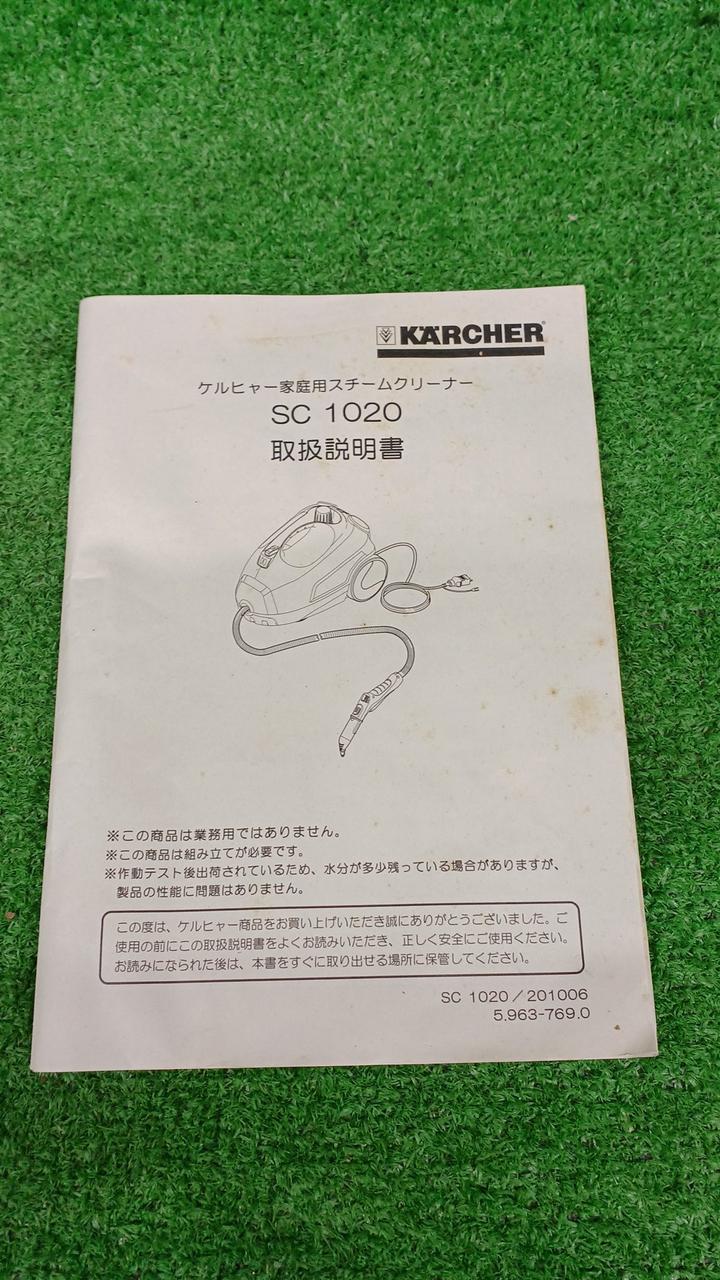 KÄRCHER
ケルヒャー家庭用スチームクリーナー
SC 1020
取扱説明書
※この商品は業務用ではありません。
※この商品は組み立てが必要です。
※作動テスト後出荷されているため、水分が多少残っている場合がありますが、
製品の性能に問題はありません。
この度は、ケルヒャー商品をお買い上げいただき誠にありがとうございました。ご
使用の前にこの取扱説明書をよくお読みいただき、正しく安全にご使用ください。
お読みになられた後は、本書をすぐに取り出せる場所に保管してください。
SC 1020/201006
5.963-769.0